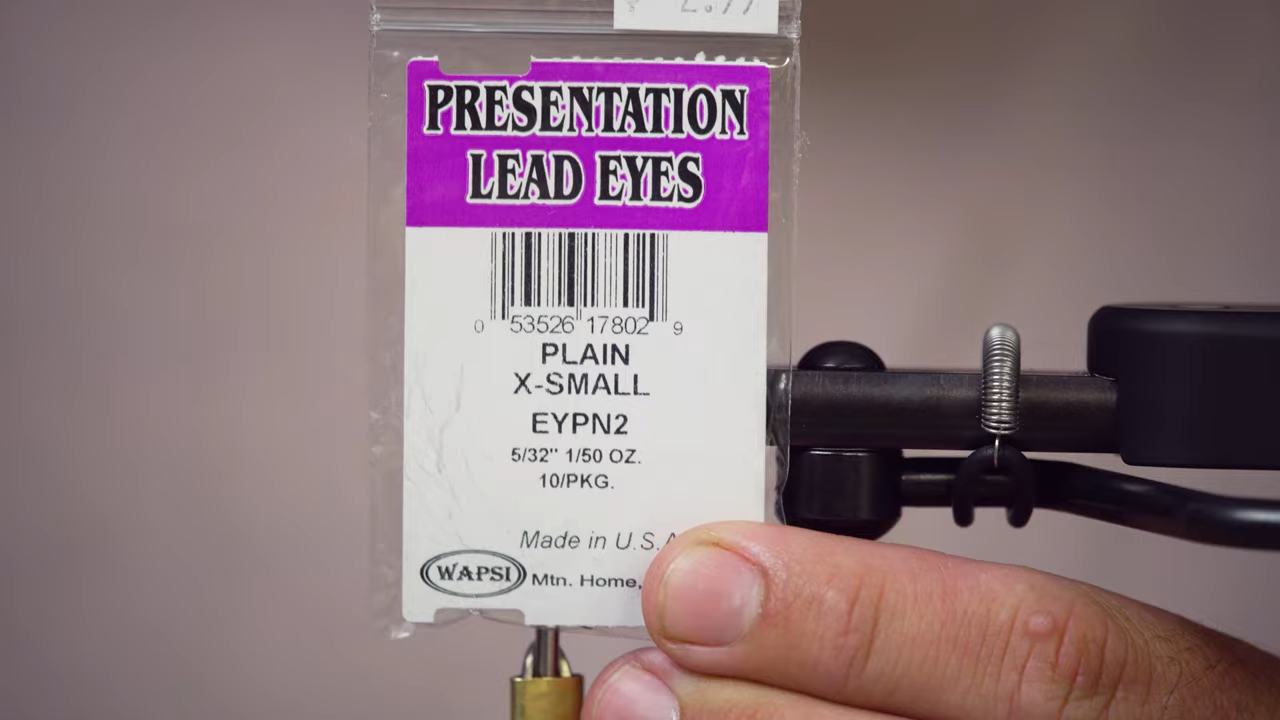 PRESENTATION
LEAD EYES
0 53526 17802 9
PLAIN
X-SMALL
EYPN2
5/32" 1/50 OZ.
10/PKG.
Made in U.S.A
WAPSI Mtn. Home,